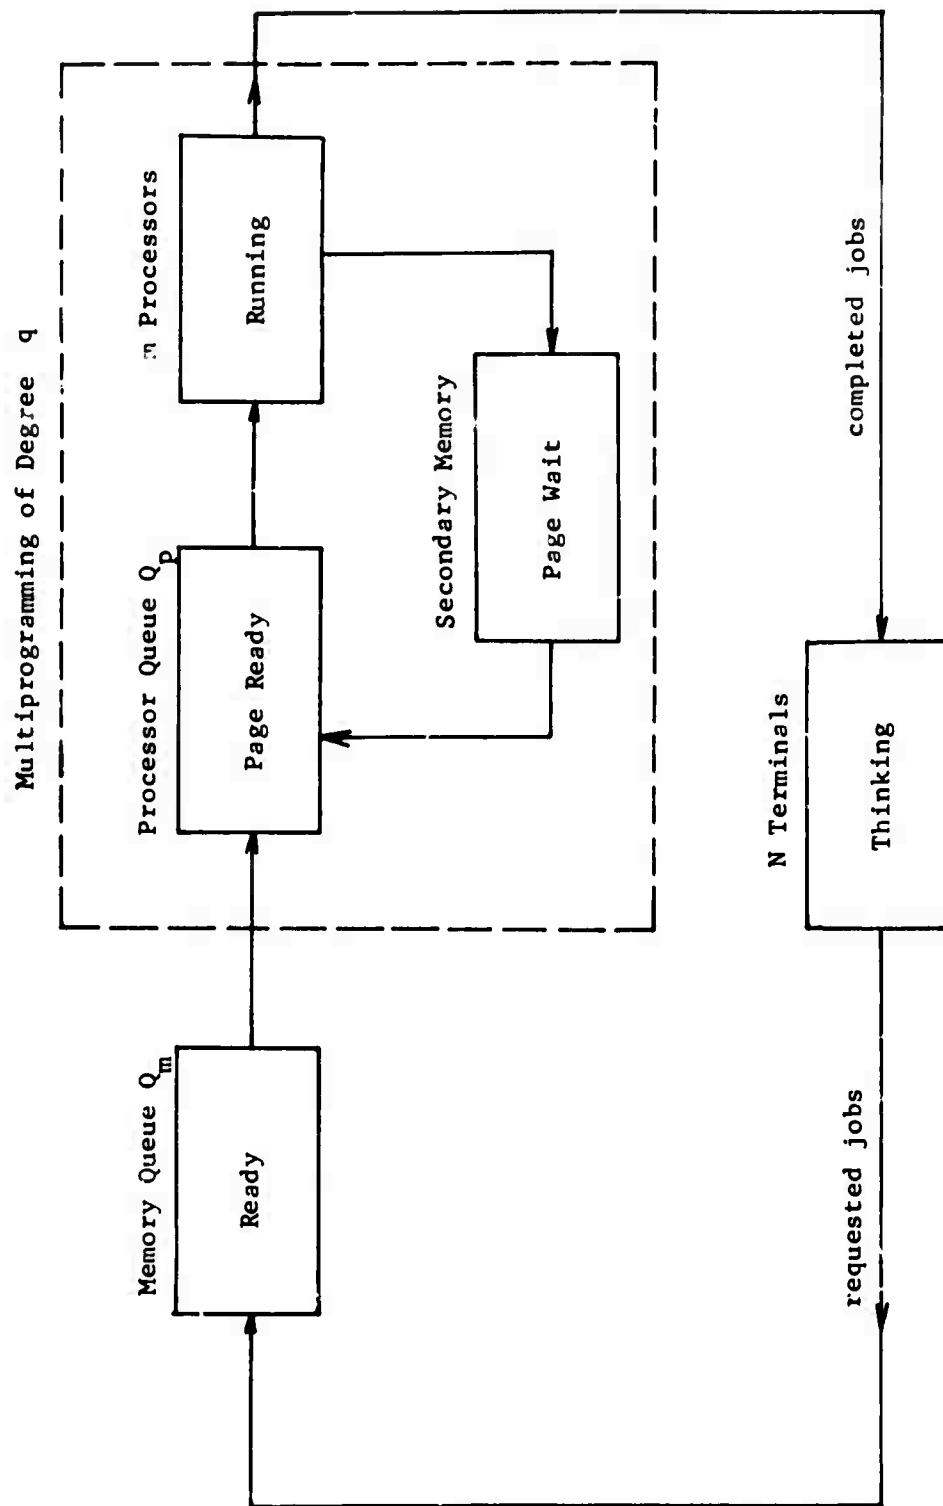 Multiprogramming of Degree q
Memory Queue Q_m
Ready
Processor Queue Q_p
Page Ready
m Processors
Running
Secondary Memory
Page Wait
N Terminals
Thinking
requested jobs
completed jobs